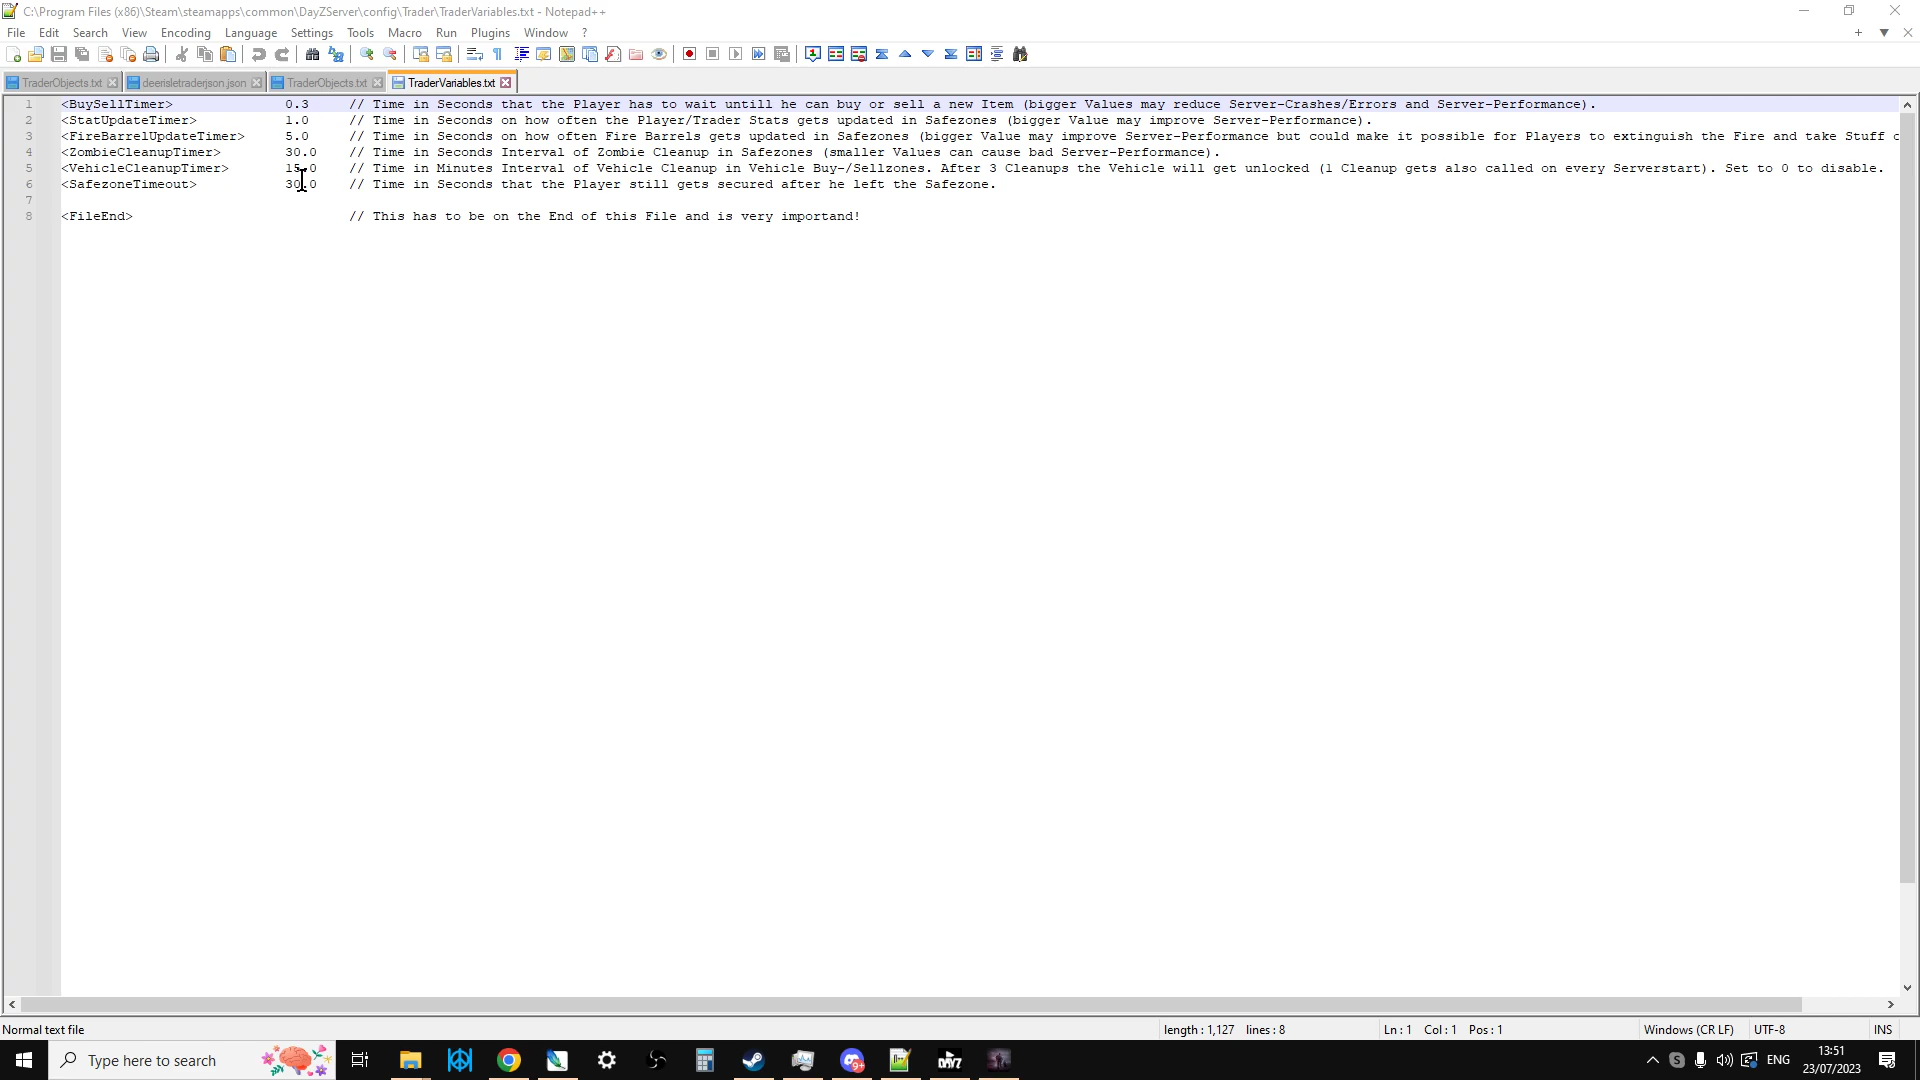 C:\Program Files (x86)\Steam\steamapps\common\DayZServer\config\Trader\TraderVariables.txt - Notepad++
File Edit Search View Encoding Language Settings Tools Macro Run Plugins Window ?
TraderObjects.txt deerisletraderjson.json TraderObjects.txt TraderVariables.txt
1 <BuySellTimer> 0.3 // Time in Seconds that the Player has to wait untill he can buy or sell a new Item (bigger Values may reduce Server-Crashes/Errors and Server-Performance).
2 <StatUpdateTimer> 1.0 // Time in Seconds on how often the Player/Trader Stats gets updated in Safezones (bigger Value may improve Server-Performance).
3 <FireBarrelUpdateTimer> 5.0 // Time in Seconds on how often Fire Barrels gets updated in Safezones (bigger Value may improve Server-Performance but could make it possible for Players to extinguish the Fire and take Stuff
4 <ZombieCleanupTimer> 30.0 // Time in Seconds Interval of Zombie Cleanup in Safezones (smaller Values can cause bad Server-Performance).
5 <VehicleCleanupTimer> 15.0 // Time in Minutes Interval of Vehicle Cleanup in Vehicle Buy-/Sellzones. After 3 Cleanups the Vehicle will get unlocked (1 Cleanup gets also called on every Serverstart). Set to 0 to disable.
6 <SafezoneTimeout> 30.0 // Time in Seconds that the Player still gets secured after he left the Safezone.
7
8 <FileEnd> // This has to be on the End of this File and is very importand!
Normal text file length : 1,127 lines : 8 Ln : 1 Col : 1 Pos : 1 Windows (CR LF) UTF-8 INS
Type here to search
DAYZ
ENG
13:51
23/07/2023